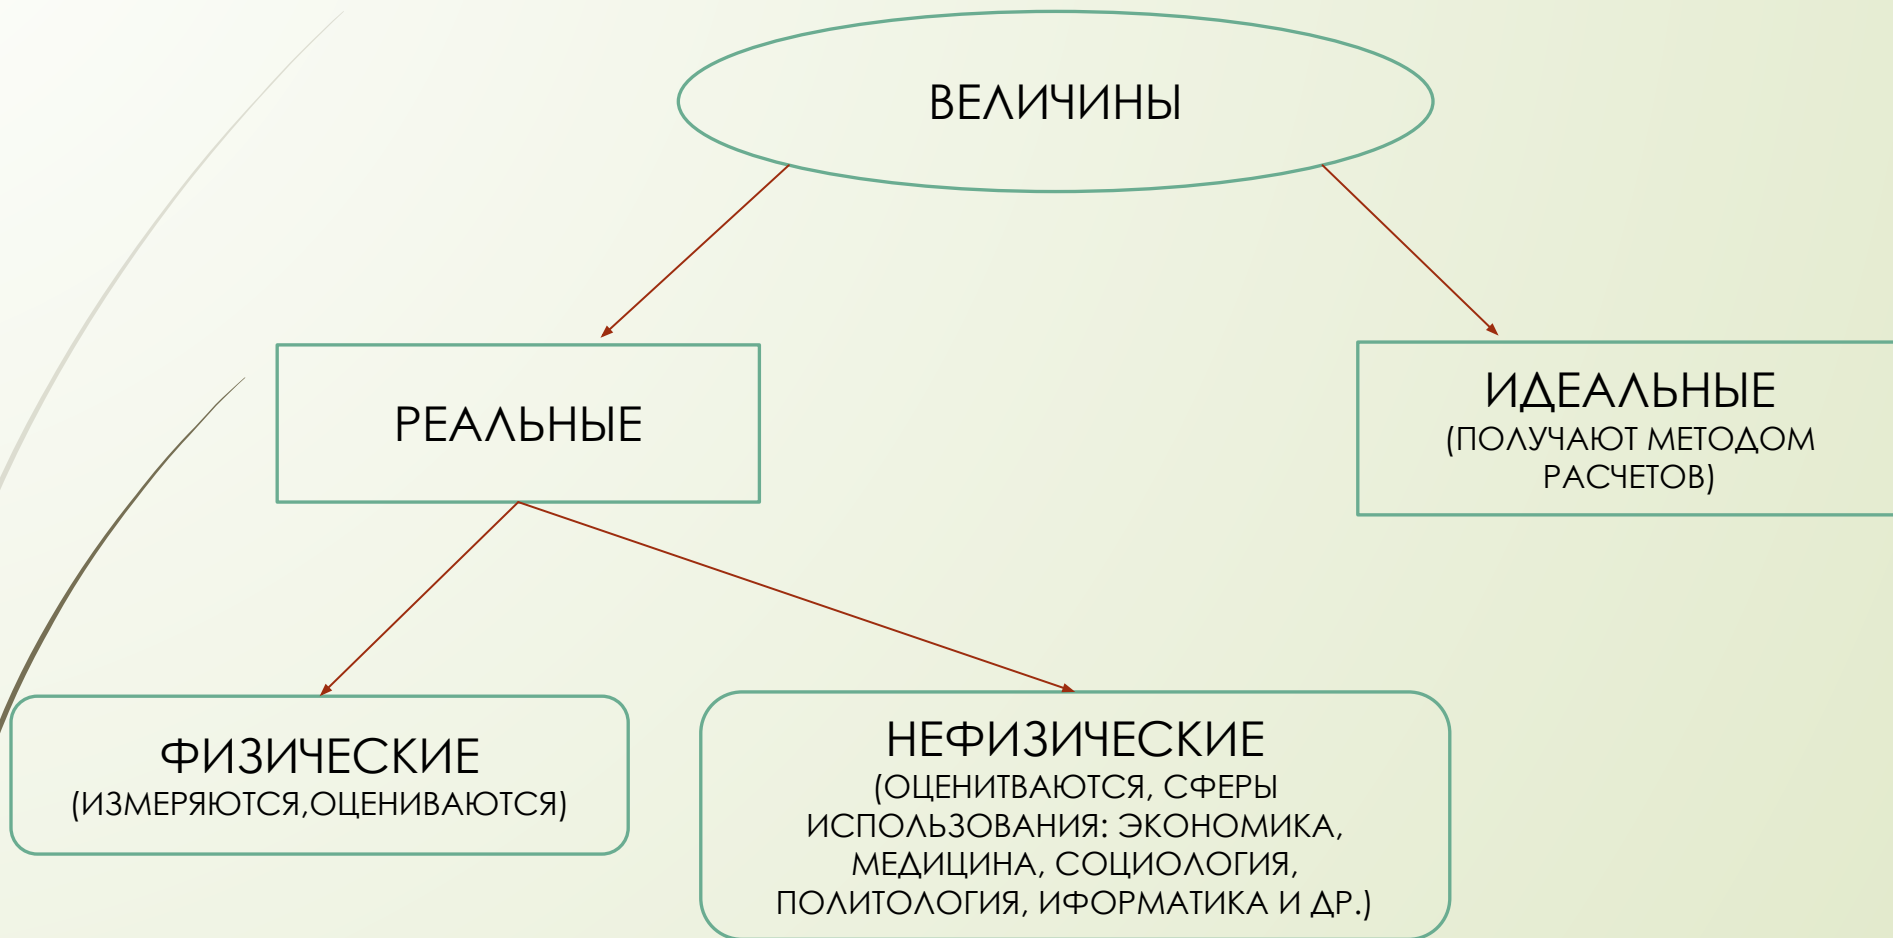 ВЕЛИЧИНЫ
РЕАЛЬНЫЕ
ИДЕАЛЬНЫЕ
(ПОЛУЧАЮТ МЕТОДОМ
РАСЧЕТОВ)
ФИЗИЧЕСКИЕ
(ИЗМЕРЯЮТСЯ,ОЦЕНИВАЮТСЯ)
НЕФИЗИЧЕСКИЕ
(ОЦЕНИТВАЮТСЯ, СФЕРЫ
ИСПОЛЬЗОВАНИЯ: ЭКОНОМИКА,
МЕДИЦИНА, СОЦИОЛОГИЯ,
ПОЛИТОЛОГИЯ, ИФОРМАТИКА И ДР.)